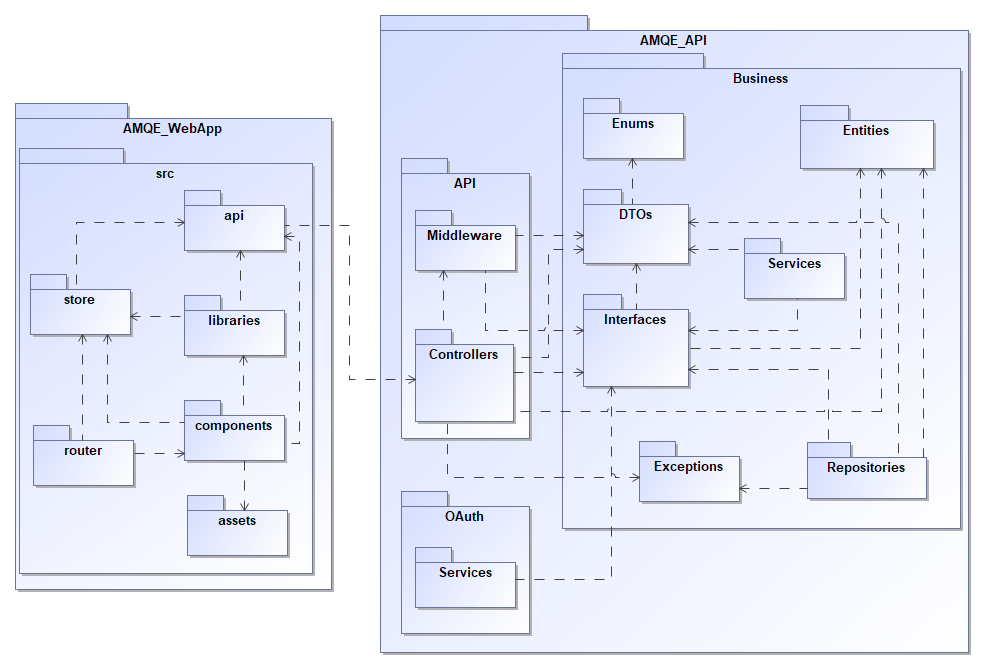 AMQE_WebApp
src
api
store
libraries
components
router
assets
AMQE_API
Business
Enums
Entities
API
DTOs
Middleware
Services
Interfaces
Controllers
Exceptions
Repositories
OAuth
Services